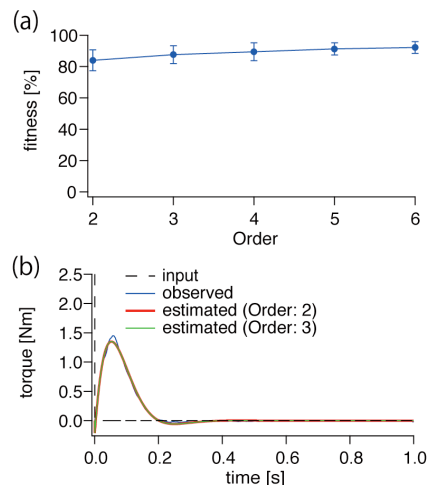 (a)
fitness [%]
100
80
60
40
20
0
2
3
4
5
6
Order
(b)
torque [Nm]
2.5
2.0
1.5
1.0
0.5
0.0
input
observed
estimated (Order: 2)
estimated (Order: 3)
0.0
0.2
0.4
0.6
0.8
1.0
time [s]